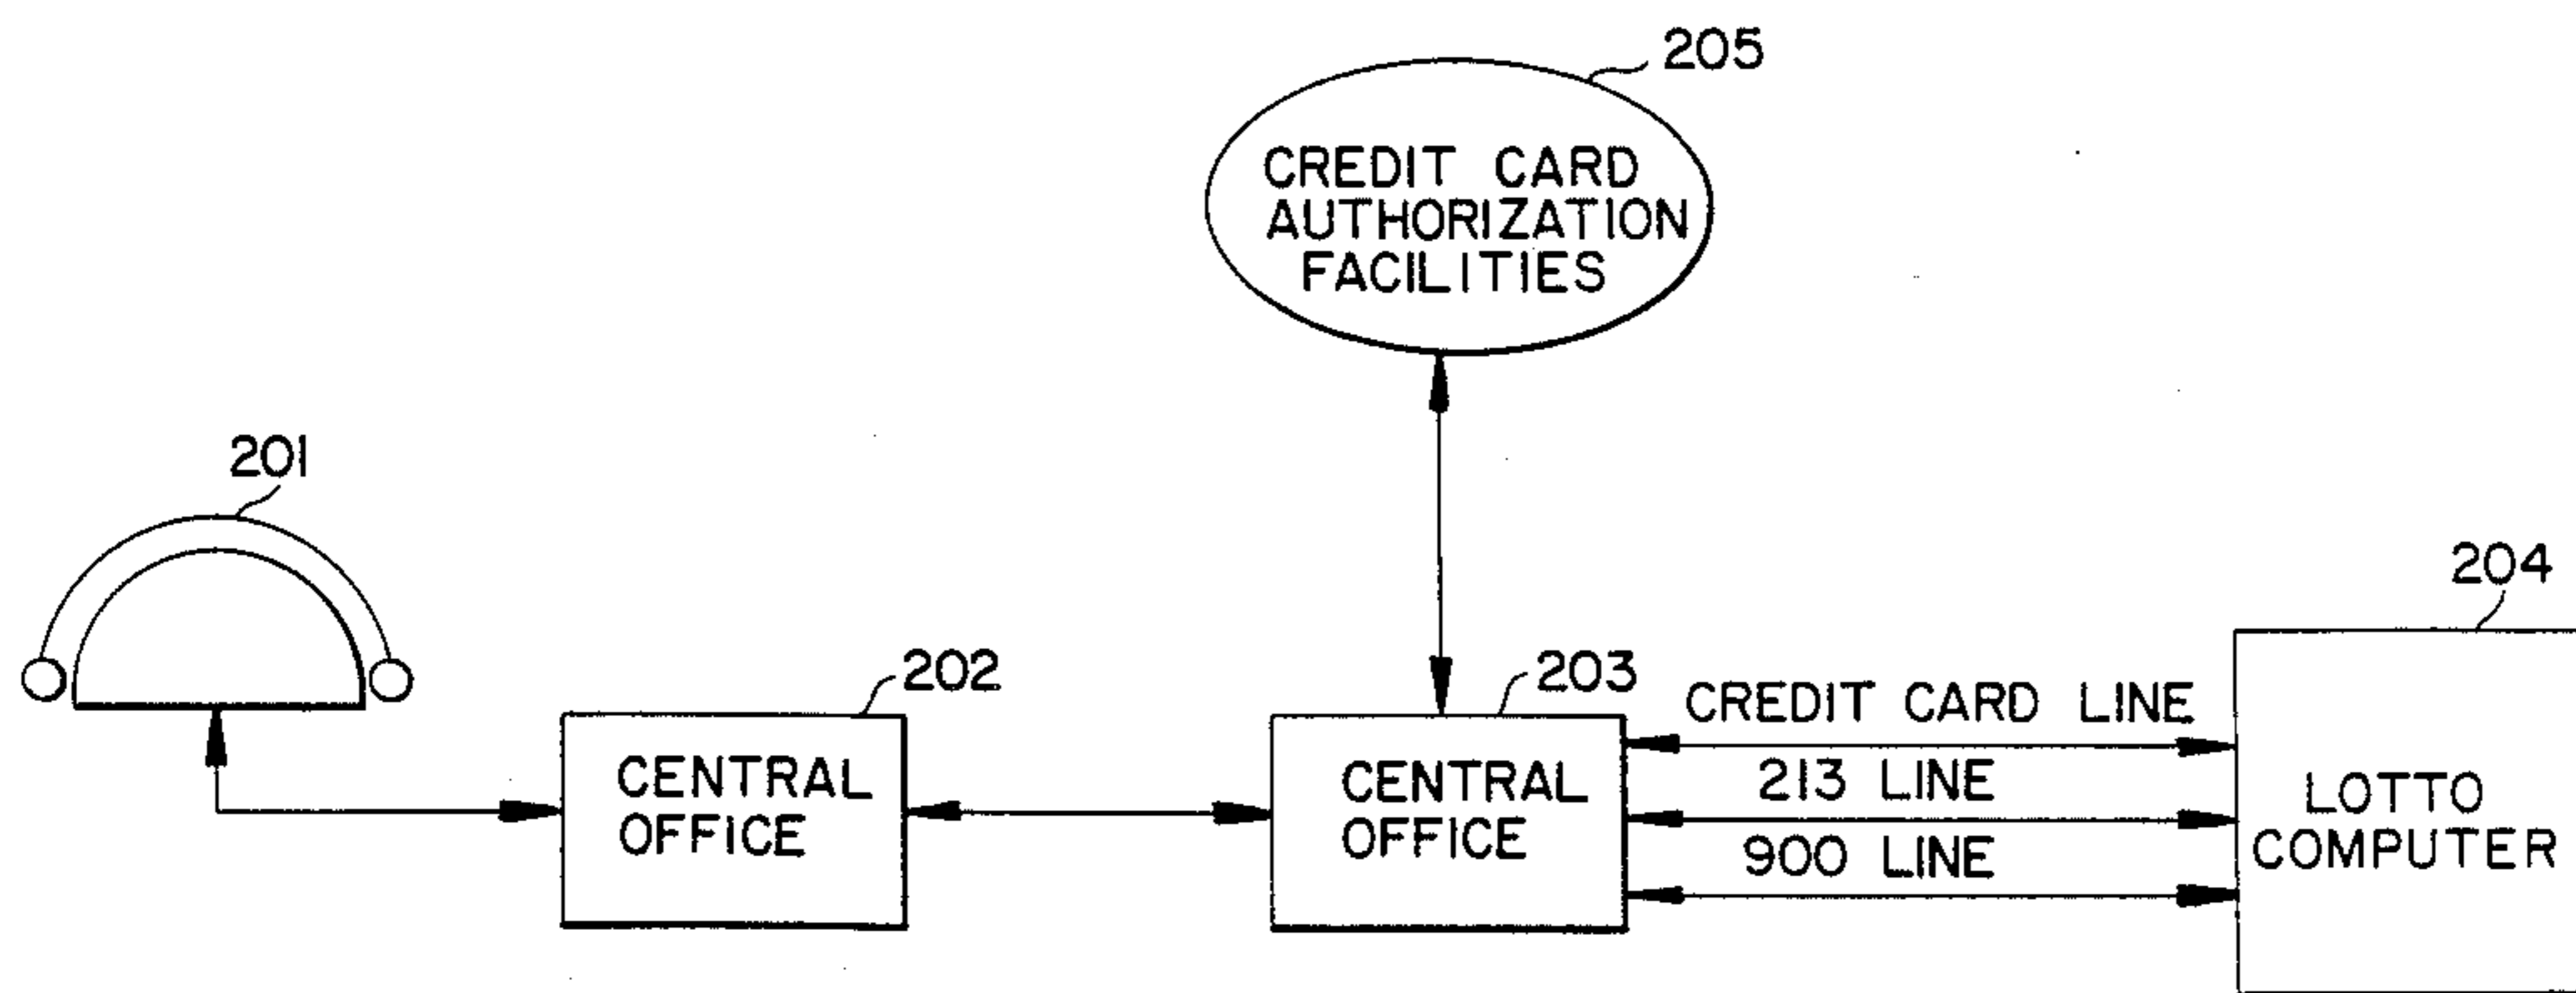 205
CREDIT CARD
AUTHORIZATION
FACILITIES
201
204
202
203
CREDIT CARD LINE
213 LINE
900 LINE
CENTRAL
OFFICE
CENTRAL
OFFICE
LOTTO
COMPUTER